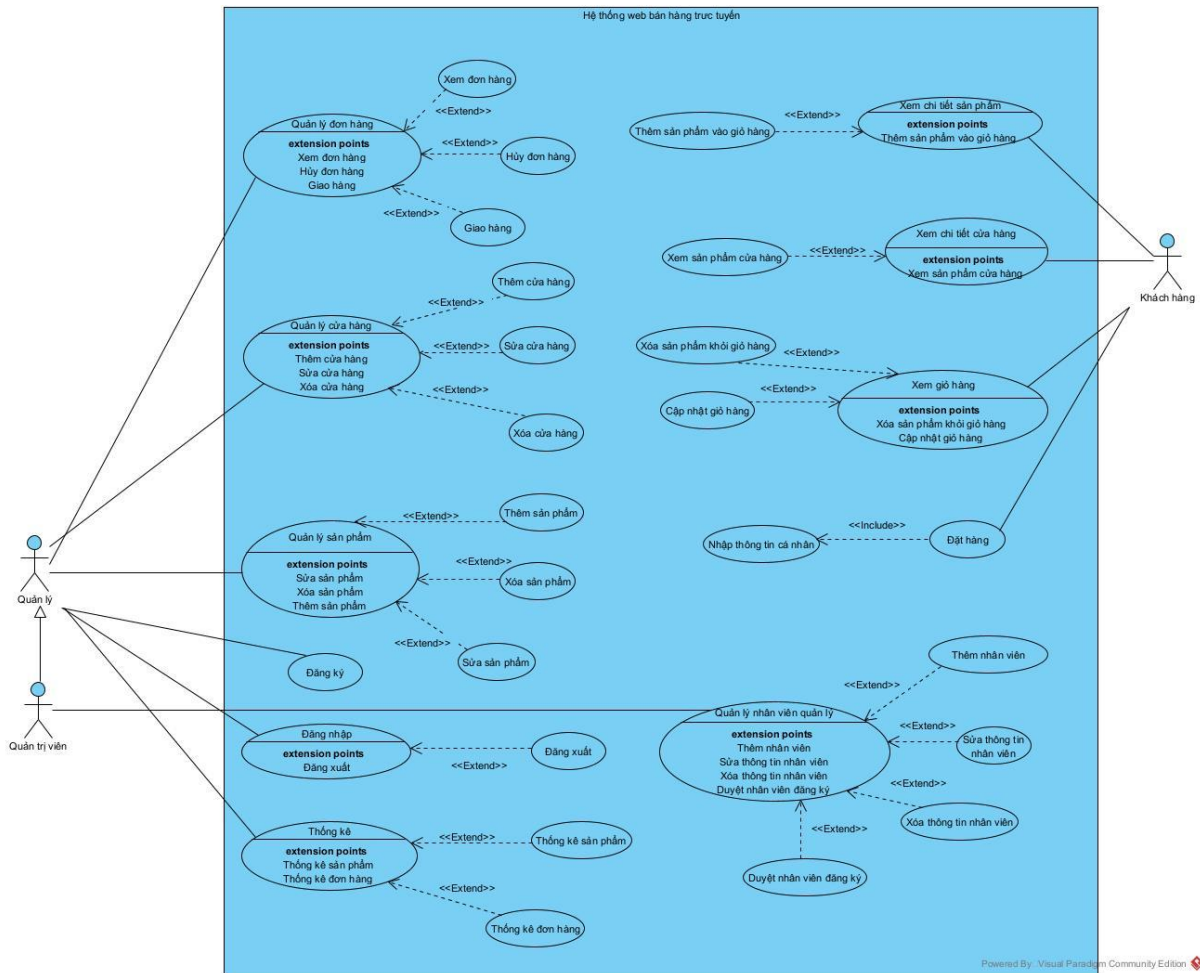 Hệ thống web bán hàng trưc tuyến
Xem đơn hàng
<<Extend>>
Quản lý đơn hàng
extension points
Xem đơn hàng
Hủy đơn hàng
Giao hàng
<<Extend>>
Hủy đơn hàng
<<Extend>>
Giao hàng
Thêm sản phẩm vào giỏ hàng
<<Extend>>
Xem chi tiết sản phẩm
extension points
Thêm sản phẩm vào giỏ hàng
Xem sản phẩm cửa hàng
<<Extend>>
Xem chi tiết cửa hàng
extension points
Xem sản phẩm cửa hàng
Khách hàng
Thêm cửa hàng
<<Extend>>
Quản lý cửa hàng
extension points
Thêm cửa hàng
Sửa cửa hàng
Xóa cửa hàng
<<Extend>>
Sửa cửa hàng
<<Extend>>
Xóa cửa hàng
Xóa sản phẩm khỏi giỏ hàng
<<Extend>>
Cập nhật giỏ hàng
<<Extend>>
Xem giỏ hàng
extension points
Xóa sản phẩm khỏi giỏ hàng
Cập nhật giỏ hàng
Thêm sản phẩm
<<Extend>>
Quản lý sản phẩm
extension points
Sửa sản phẩm
Xóa sản phẩm
Thêm sản phẩm
<<Extend>>
Xóa sản phẩm
<<Extend>>
Sửa sản phẩm
Nhập thông tin cá nhân
<<Include>>
Đặt hàng
Quản lý
Đăng ký
Quản trị viên
Đăng nhập
extension points
Đăng xuất
<<Extend>>
Đăng xuất
Thêm nhân viên
<<Extend>>
Quản lý nhân viên quản lý
extension points
Thêm nhân viên
Sửa thông tin nhân viên
Xóa thông tin nhân viên
Duyệt nhân viên đăng ký
<<Extend>>
Sửa thông tin
nhân viên
<<Extend>>
Xóa thông tin nhân viên
<<Extend>>
Duyệt nhân viên đăng ký
Thống kê
extension points
Thống kê sản phẩm
Thống kê đơn hàng
<<Extend>>
Thống kê sản phẩm
<<Extend>>
Thống kê đơn hàng
Powered By: Visual Paradigm Community Edition